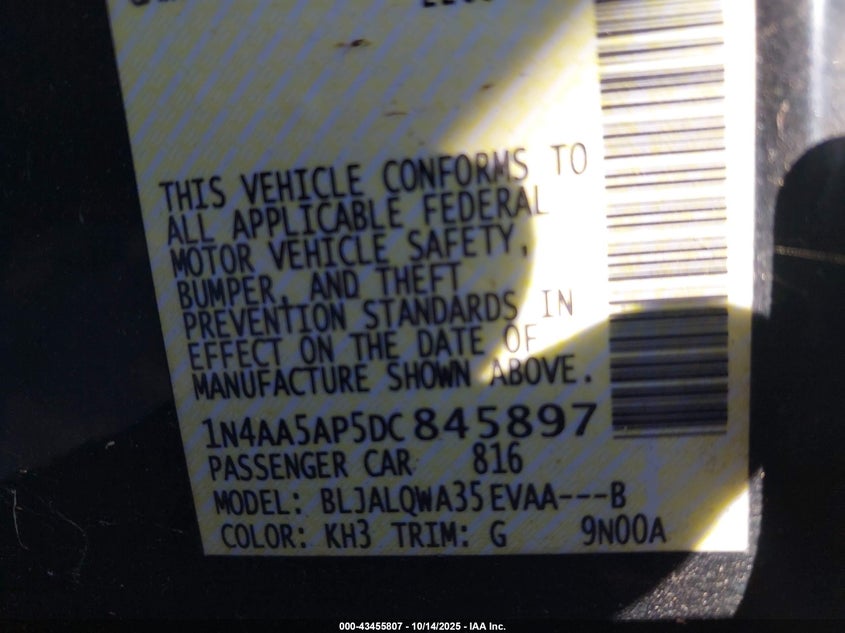 THIS VEHICLE CONFORMS TO
ALL APPLICABLE FEDERAL
MOTOR VEHICLE SAFETY,
BUMPER, AND THEFT
PREVENTION STANDARDS IN
EFFECT ON THE DATE OF
MANUFACTURE SHOWN ABOVE.
1N4AA5AP5DC845897
PASSENGER CAR 816
MODEL: BLJALQWA35EVAA---B
COLOR: KH3 TRIM: G 9N00A
000-43455807 - 10/14/2025 - IAA Inc.